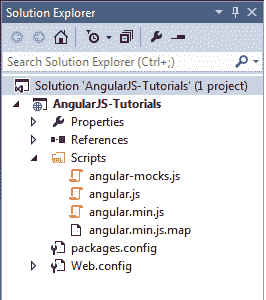 Solution Explorer
Search Solution Explorer (Ctrl+;)
Solution 'AngularJS-Tutorials' (1 project)
AngularJS-Tutorials
Properties
References
Scripts
angular-mocks.js
angular.js
angular.min.js
angular.min.js.map
packages.config
Web.config